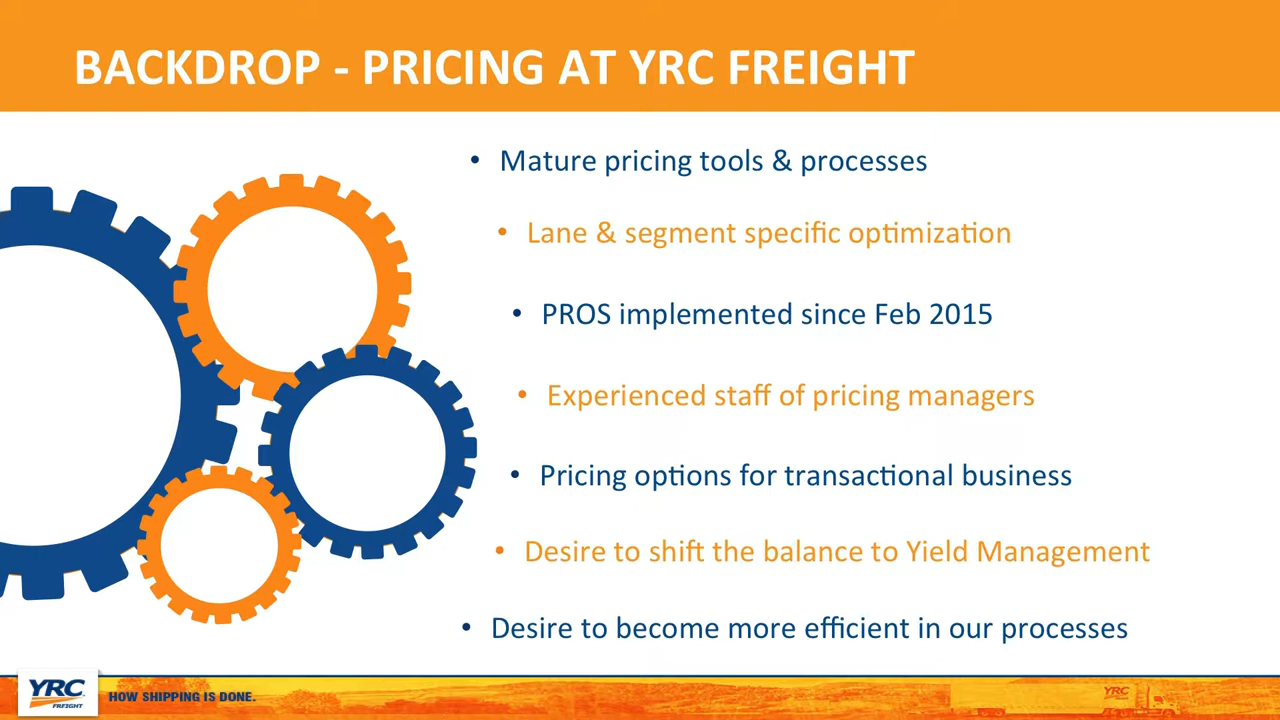 BACKDROP - PRICING AT YRC FREIGHT
• Mature pricing tools & processes
• Lane & segment specific optimization
• PROS implemented since Feb 2015
• Experienced staff of pricing managers
• Pricing options for transactional business
• Desire to shift the balance to Yield Management
• Desire to become more efficient in our processes
YRC
FREIGHT
HOW SHIPPING IS DONE.
YRC